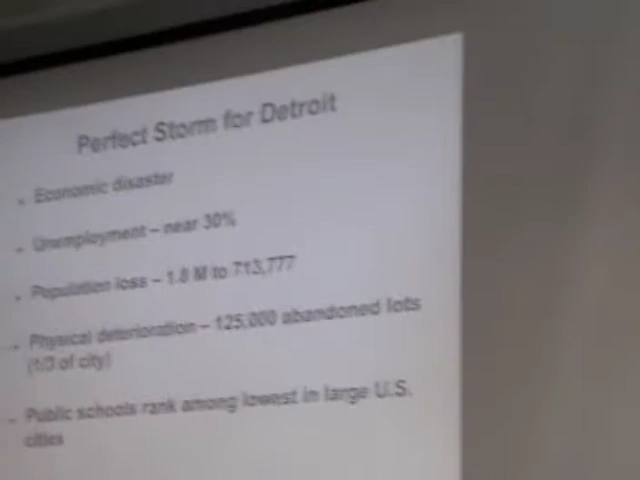 Perfect Storm for Detroit
Economic disaster
Unemployment – near 30%
Population loss – 1.8 M to 713,777
Physical deterioration – 125,000 abandoned lots
(1/3 of city)
Public schools rank among lowest in large U.S.
cities